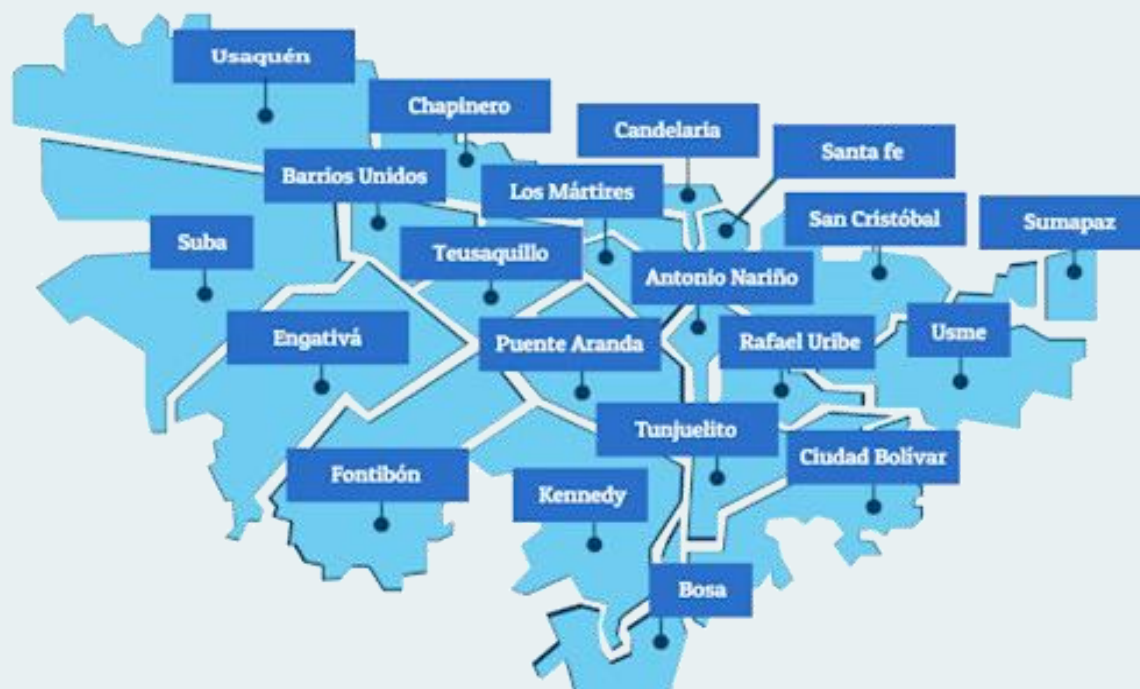 Usaquén
Chapinero
Candelaria
Santa fe
Barrios Unidos
Los Mártires
San Cristóbal
Sumapaz
Suba
Teusaquillo
Antonio Nariño
Engativá
Puente Aranda
Rafael Uribe
Usme
Tunjuelito
Ciudad Bolívar
Fontibón
Kennedy
Bosa